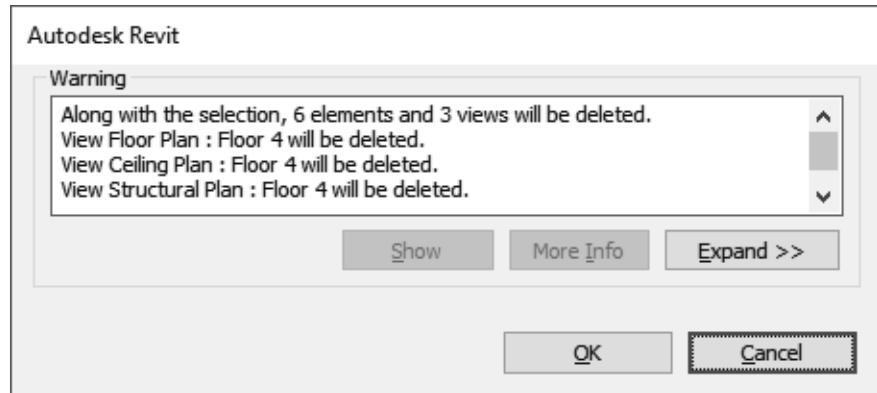 Autodesk Revit
Warning
Along with the selection, 6 elements and 3 views will be deleted.
View Floor Plan : Floor 4 will be deleted.
View Ceiling Plan : Floor 4 will be deleted.
View Structural Plan : Floor 4 will be deleted.
Show More Info Expand >>
OK Cancel